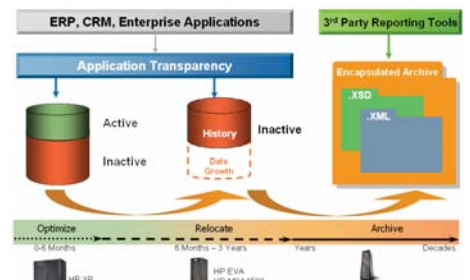 ERP, CRM, Enterprise Applications
3rd Party Reporting Tools
Application Transparency
Encapsulated Archive
.XSD
.XML
Active
Inactive
History
Inactive
Data
Growth
Optimize
Relocate
Archive
0-6 Months
6 Months – 3 Years
Years
Decades
HP XP
HP EVA